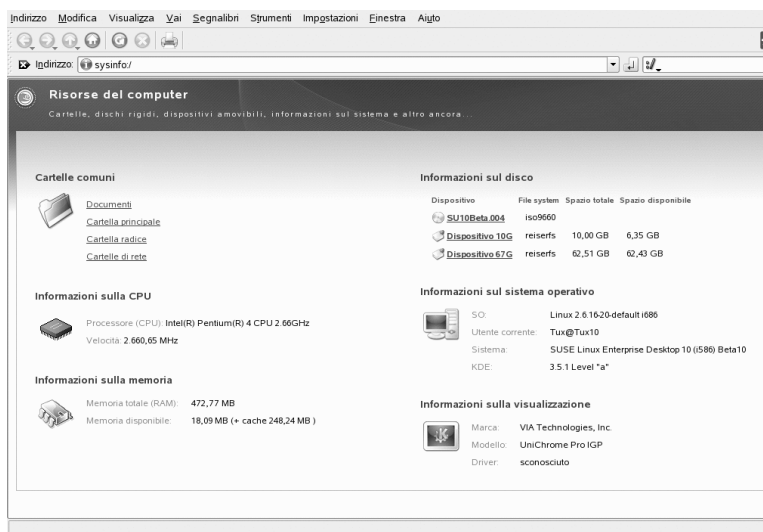 Indirizzo Modifica Visualizza Vai Segnalibri Strumenti Impostazioni Finestra Aiuto
Indirizzo: sysinfo:/
Risorse del computer
Cartelle, dischi rigidi, dispositivi amovibili, informazioni sul sistema e altro ancora...
Cartelle comuni
Documenti
Cartella principale
Cartella radice
Cartelle di rete
Informazioni sulla CPU
Processore (CPU): Intel(R) Pentium(R) 4 CPU 2.66GHz
Velocità: 2.660,65 MHz
Informazioni sulla memoria
Memoria totale (RAM): 472,77 MB
Memoria disponibile: 18,09 MB (+ cache 248,24 MB )
Informazioni sul disco
Dispositivo File system Spazio totale Spazio disponibile
SU10Beta.004 iso9660
Dispositivo 10G reiserfs 10,00 GB 6,35 GB
Dispositivo 67G reiserfs 62,51 GB 62,43 GB
Informazioni sul sistema operativo
SO: Linux 2.6.16-20-default i686
Utente corrente: Tux@Tux10
Sistema: SUSE Linux Enterprise Desktop 10 (i586) Beta10
KDE: 3.5.1 Level "a"
Informazioni sulla visualizzazione
Marca: VIA Technologies, Inc.
Modello: UniChrome Pro IGP
Driver: sconosciuto